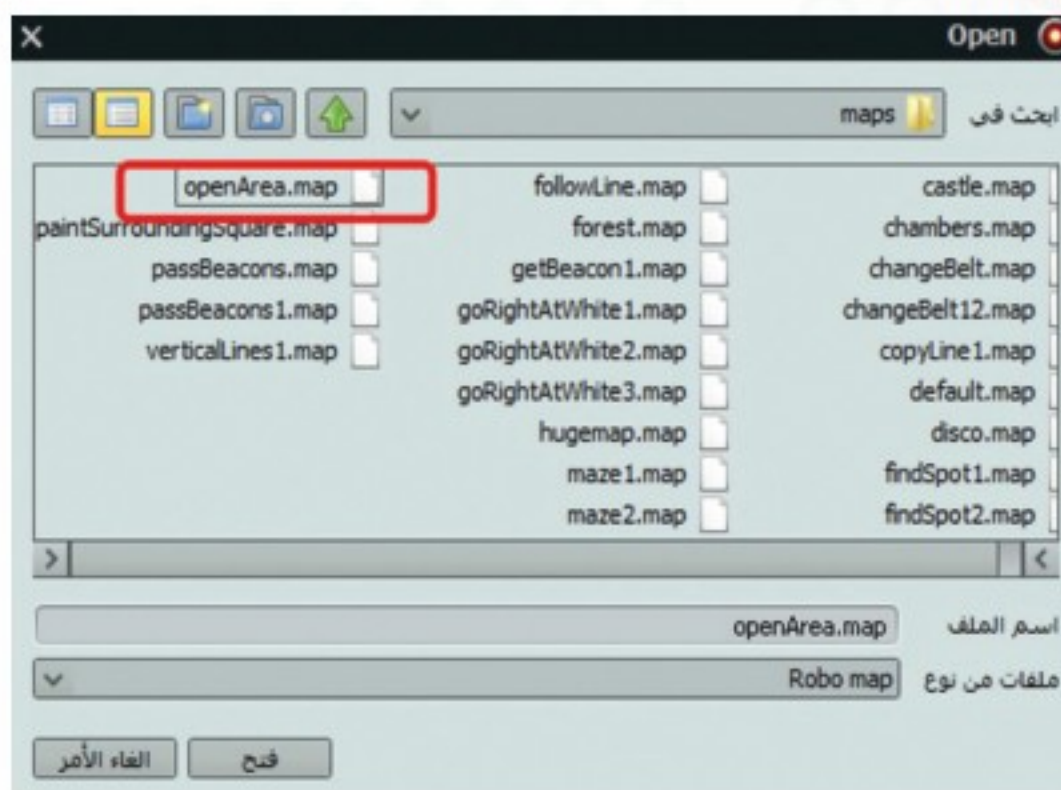 Open
ابحث في maps
castle.map
chambers.map
changeBelt.map
changeBelt12.map
copyLine1.map
default.map
disco.map
findSpot1.map
findSpot2.map
followLine.map
forest.map
getBeacon1.map
goRightAtWhite1.map
goRightAtWhite2.map
goRightAtWhite3.map
hugemap.map
maze1.map
maze2.map
openArea.map
paintSurroundingSquare.map
passBeacons.map
passBeacons1.map
verticalLines1.map
اسم الملف openArea.map
ملفات من نوع Robo map
فتح
الغاء الأمر